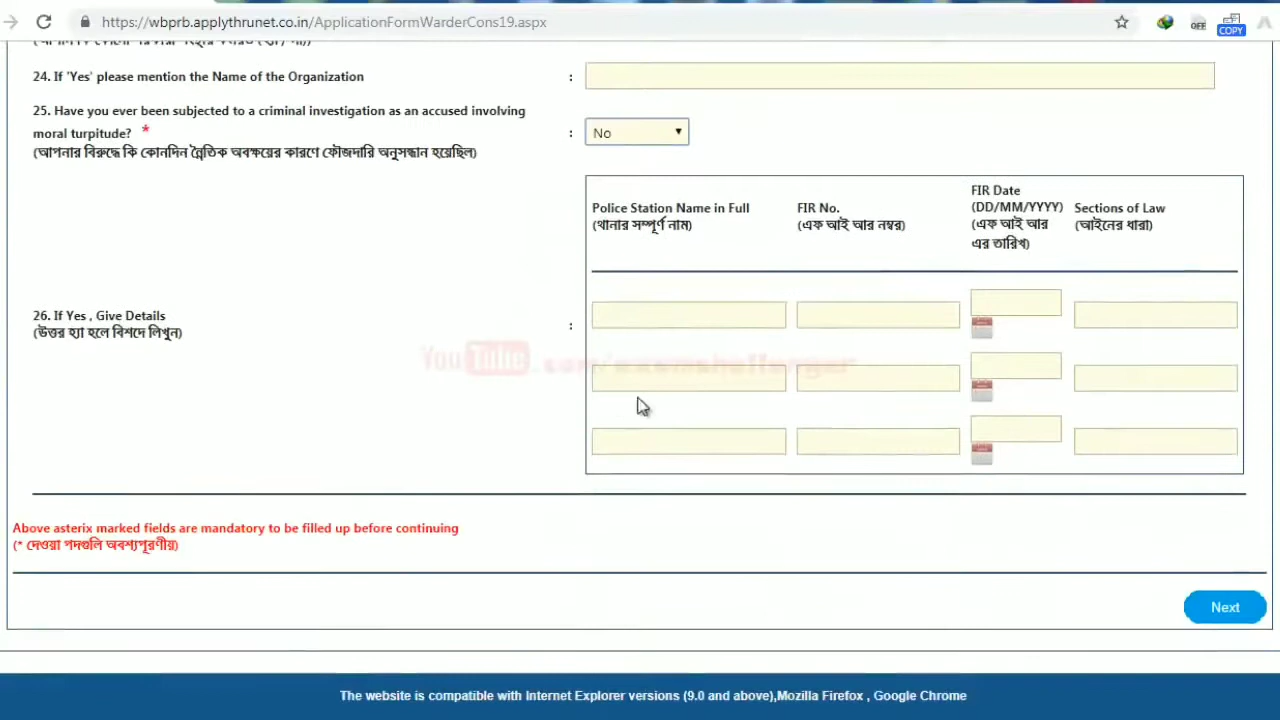 https://wbprb.applythrunet.co.in/ApplicationFormWarderCons19.aspx
OFF
COPY
24. If 'Yes' please mention the Name of the Organization :
25. Have you ever been subjected to a criminal investigation as an accused involving
moral turpitude? * : No
(আপনার বিরুদ্ধে কি কোনদিন নৈতিক অবক্ষয়ের কারণে ফৌজদারি অনুসন্ধান হয়েছিল)
Police Station Name in Full
(থানার সম্পূর্ণ নাম)
FIR No.
(এফ আই আর নম্বর)
FIR Date
(DD/MM/YYYY)
(এফ আই আর
এর তারিখ)
Sections of Law
(আইনের ধারা)
26. If Yes , Give Details :
(উত্তর হ্যা হলে বিশদে লিখুন)
YouTube.com/examchallenger
Above asterix marked fields are mandatory to be filled up before continuing
(* দেওয়া পদগুলি অবশ্যপূরণীয়)
Next
The website is compatible with Internet Explorer versions (9.0 and above),Mozilla Firefox , Google Chrome